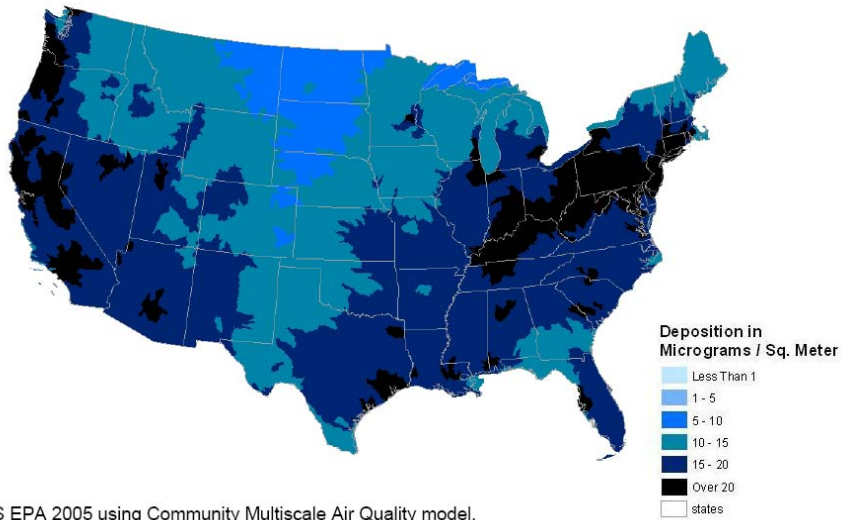 Deposition in
Micrograms / Sq. Meter
Less Than 1
1 - 5
5 - 10
10 - 15
15 - 20
Over 20
states
S EPA 2005 using Community Multiscale Air Quality model.